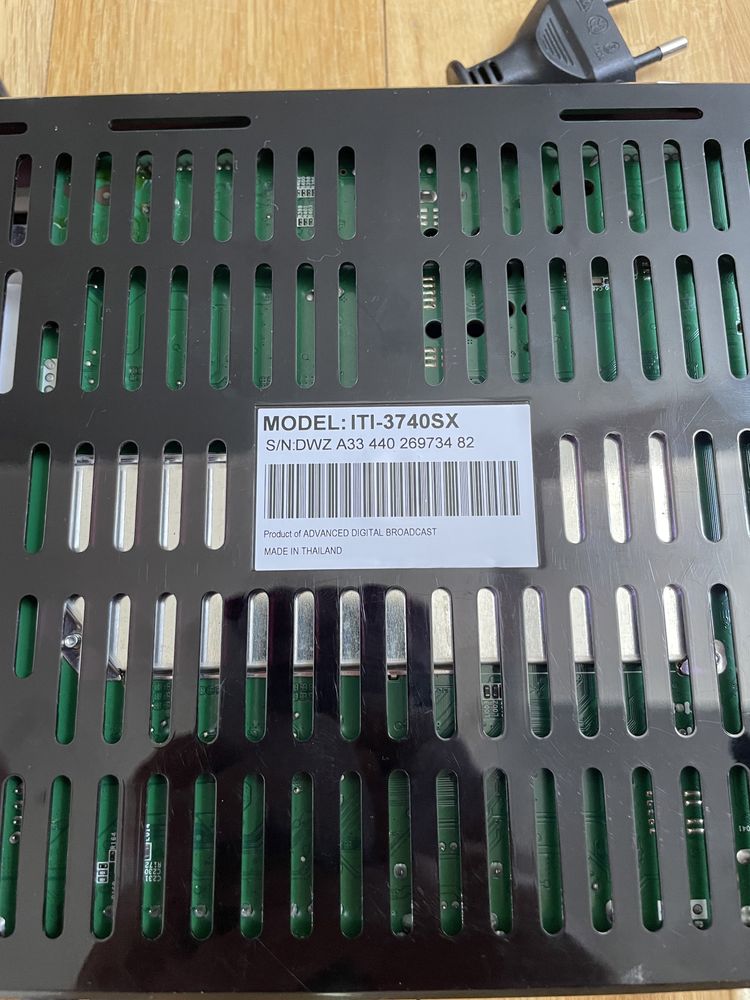 MODEL: ITI-3740SX
S/N:DWZ A33 440 269734 82
Product of ADVANCED DIGITAL BROADCAST
MADE IN THAILAND